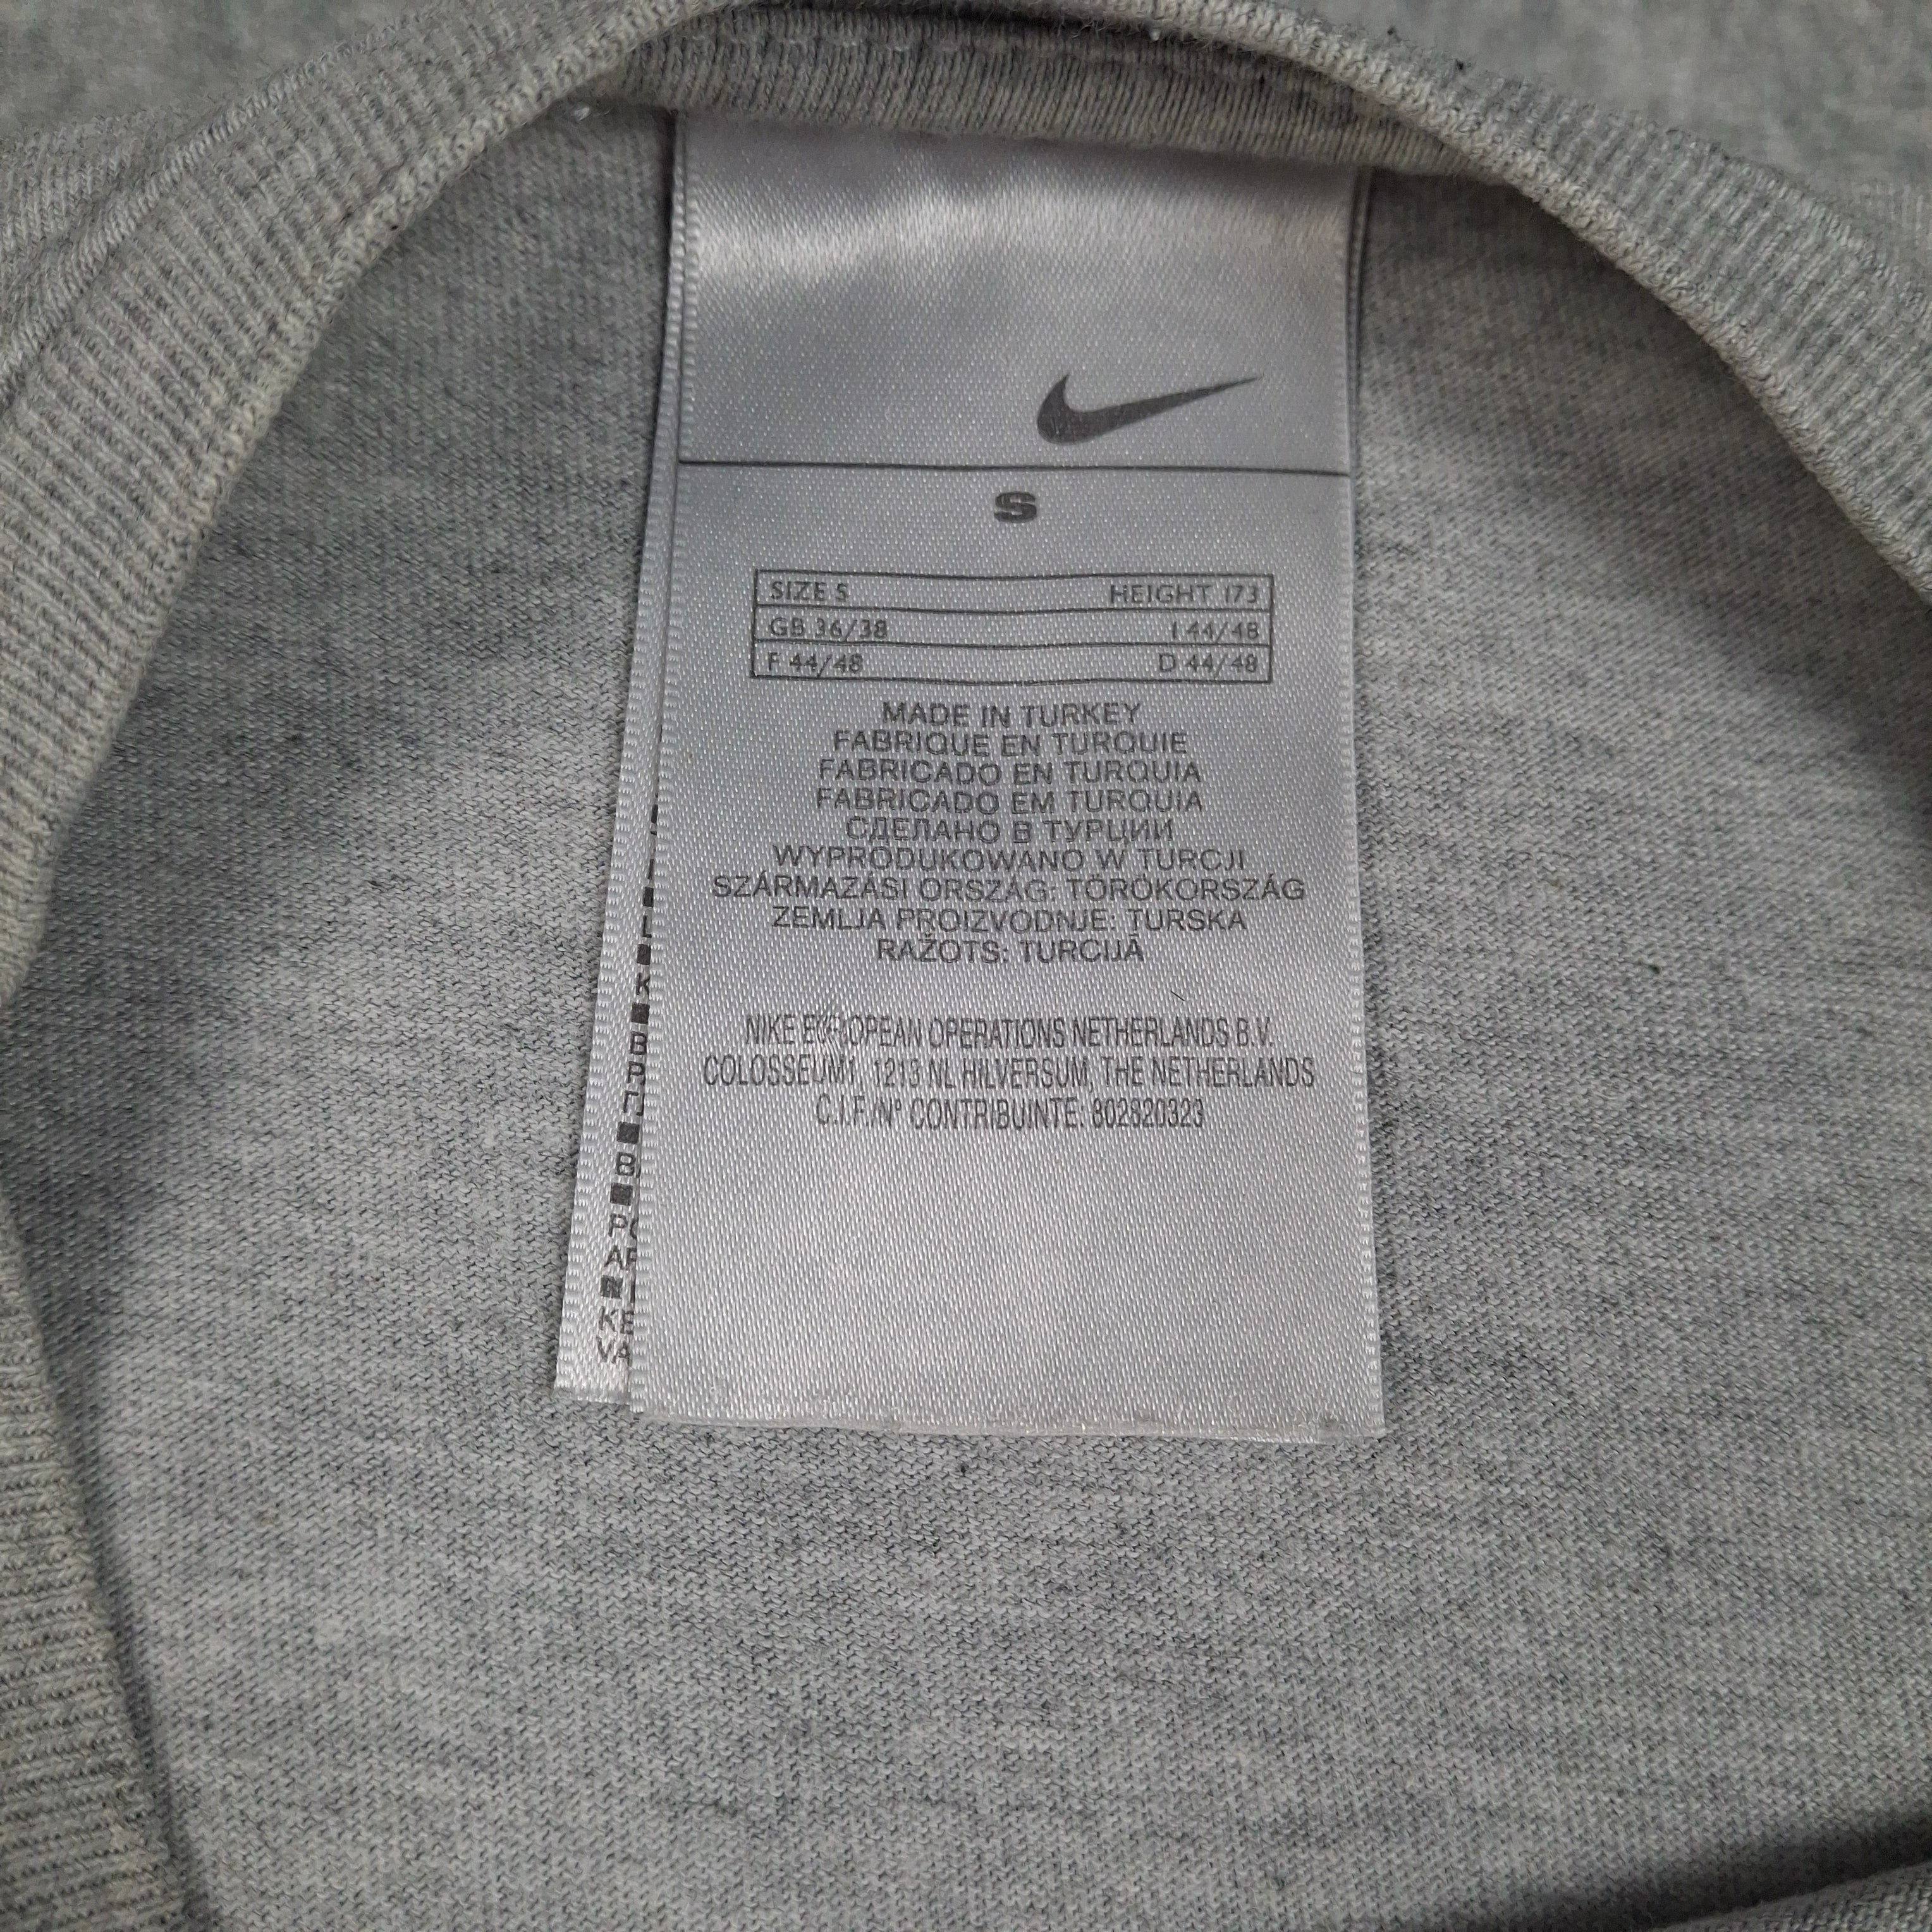 S
SIZE S HEIGHT 173
GB 36/38 I 44/48
F 44/48 D 44/48
MADE IN TURKEY
FABRIQUE EN TURQUIE
FABRICADO EN TURQUIA
FABRICADO EM TURQUIA
СДЕЛАНО В ТУРЦИИ
WYPRODUKOWANO W TURCJI
SZÁRMAZÁSI ORSZÁG: TÖRÖKORSZÁG
ZEMLJA PROIZVODNJE: TURSKA
RAŽOTS: TURCIJĀ
NIKE EUROPEAN OPERATIONS NETHERLANDS B.V.
COLOSSEUM1, 1213 NL HILVERSUM, THE NETHERLANDS
C.I.F./Nº CONTRIBUINTE: 802820323